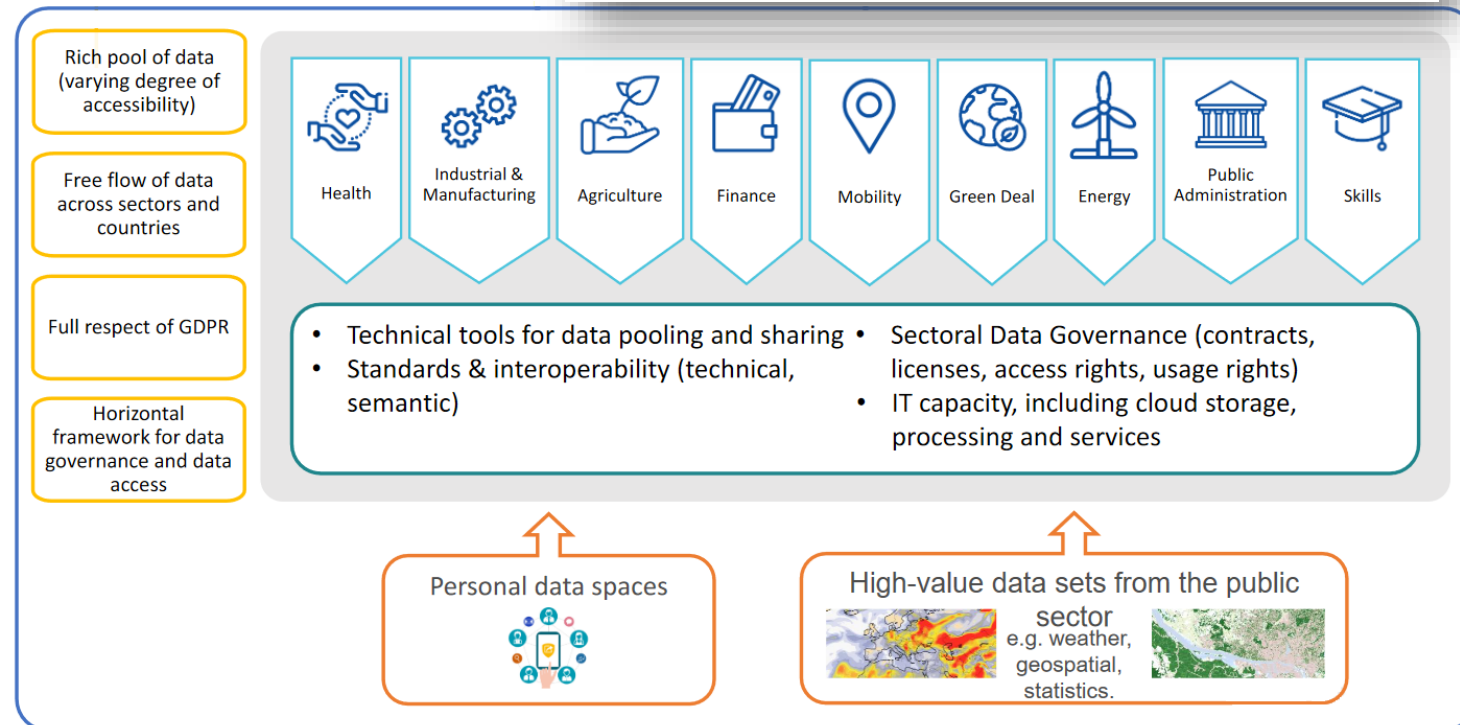 Rich pool of data
(varying degree of
accessibility)
Free flow of data
across sectors and
countries
Full respect of GDPR
Horizontal
framework for data
governance and data
access
Health
Industrial &
Manufacturing
Agriculture
Finance
Mobility
Green Deal
Energy
Public
Administration
Skills
• Technical tools for data pooling and sharing
• Standards & interoperability (technical,
semantic)
• Sectoral Data Governance (contracts,
licenses, access rights, usage rights)
• IT capacity, including cloud storage,
processing and services
Personal data spaces
High-value data sets from the public
sector
e.g. weather,
geospatial,
statistics.